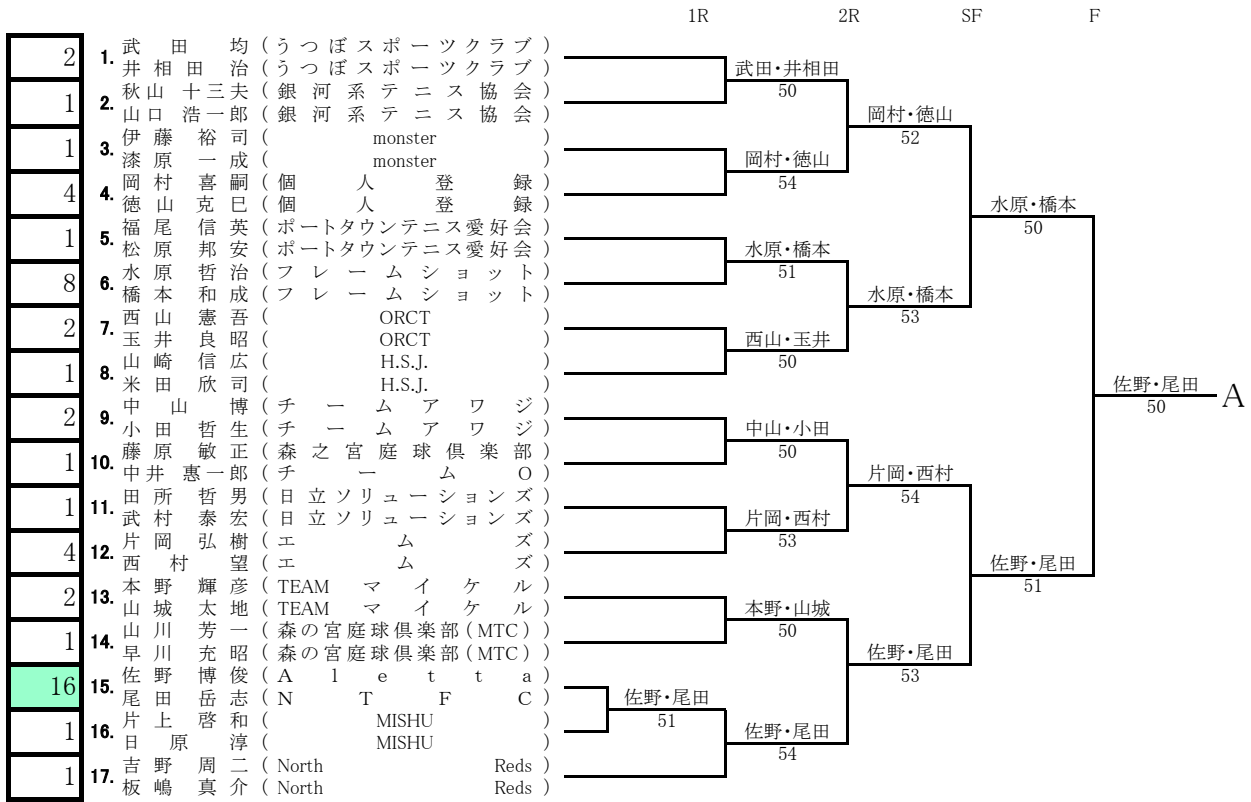 1R 2R SF F
2 1. 武田 均 (うつぼスポーツクラブ)
井相田 治 (うつぼスポーツクラブ)
1 2. 秋山 十三夫 (銀河系テニス協会)
山口 浩一郎 (銀河系テニス協会)
1 3. 伊藤 裕司 (monster)
漆原 一成 (monster)
4 4. 岡村 喜嗣 (個人登録)
徳山 克巳 (個人登録)
1 5. 福尾 信英 (ポートタウンテニス愛好会)
松原 邦安 (ポートタウンテニス愛好会)
8 6. 水原 哲治 (フレームショット)
橋本 和成 (フレームショット)
2 7. 西山 憲吾 (ORCT)
玉井 良昭 (ORCT)
1 8. 山崎 信広 (H.S.J.)
米田 欣司 (H.S.J.)
2 9. 中山 博 (チームアワジ)
小田 哲生 (チームアワジ)
1 10. 藤原 敏正 (森之宮庭球倶楽部)
中井 惠一郎 (チームO)
1 11. 田所 哲男 (日立ソリューションズ)
武村 泰宏 (日立ソリューションズ)
4 12. 片岡 弘樹 (エムズ)
西村 望 (エムズ)
2 13. 本野 輝彦 (TEAM マイケル)
山城 太地 (TEAM マイケル)
1 14. 山川 芳一 (森の宮庭球倶楽部(MTC))
早川 充昭 (森の宮庭球倶楽部(MTC))
16 15. 佐野 博俊 (Aletta)
尾田 岳志 (NTFC)
1 16. 片上 啓和 (MISHU)
日原 淳 (MISHU)
1 17. 吉野 周二 (North Reds)
板嶋 真介 (North Reds)
佐野・尾田
51
武田・井相田
50
岡村・徳山
54
水原・橋本
51
西山・玉井
50
中山・小田
50
片岡・西村
53
本野・山城
50
佐野・尾田
54
岡村・徳山
52
水原・橋本
53
片岡・西村
54
佐野・尾田
53
水原・橋本
50
佐野・尾田
51
佐野・尾田
50
A